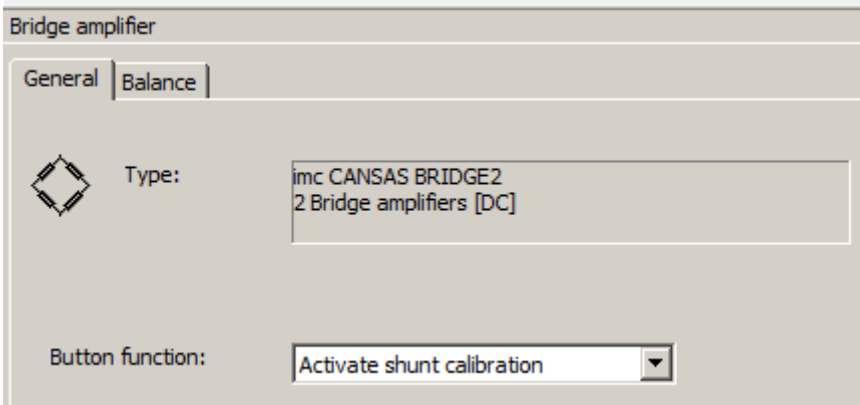 Bridge amplifier
General
Balance
Type:
imc CANSAS BRIDGE2
2 Bridge amplifiers [DC]
Button function:
Activate shunt calibration